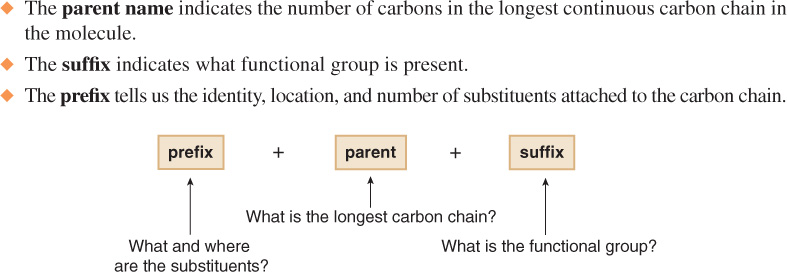 ◆ The parent name indicates the number of carbons in the longest continuous carbon chain in
the molecule.
◆ The suffix indicates what functional group is present.
◆ The prefix tells us the identity, location, and number of substituents attached to the carbon chain.
prefix + parent + suffix
What is the longest carbon chain?
What and where What is the functional group?
are the substituents?